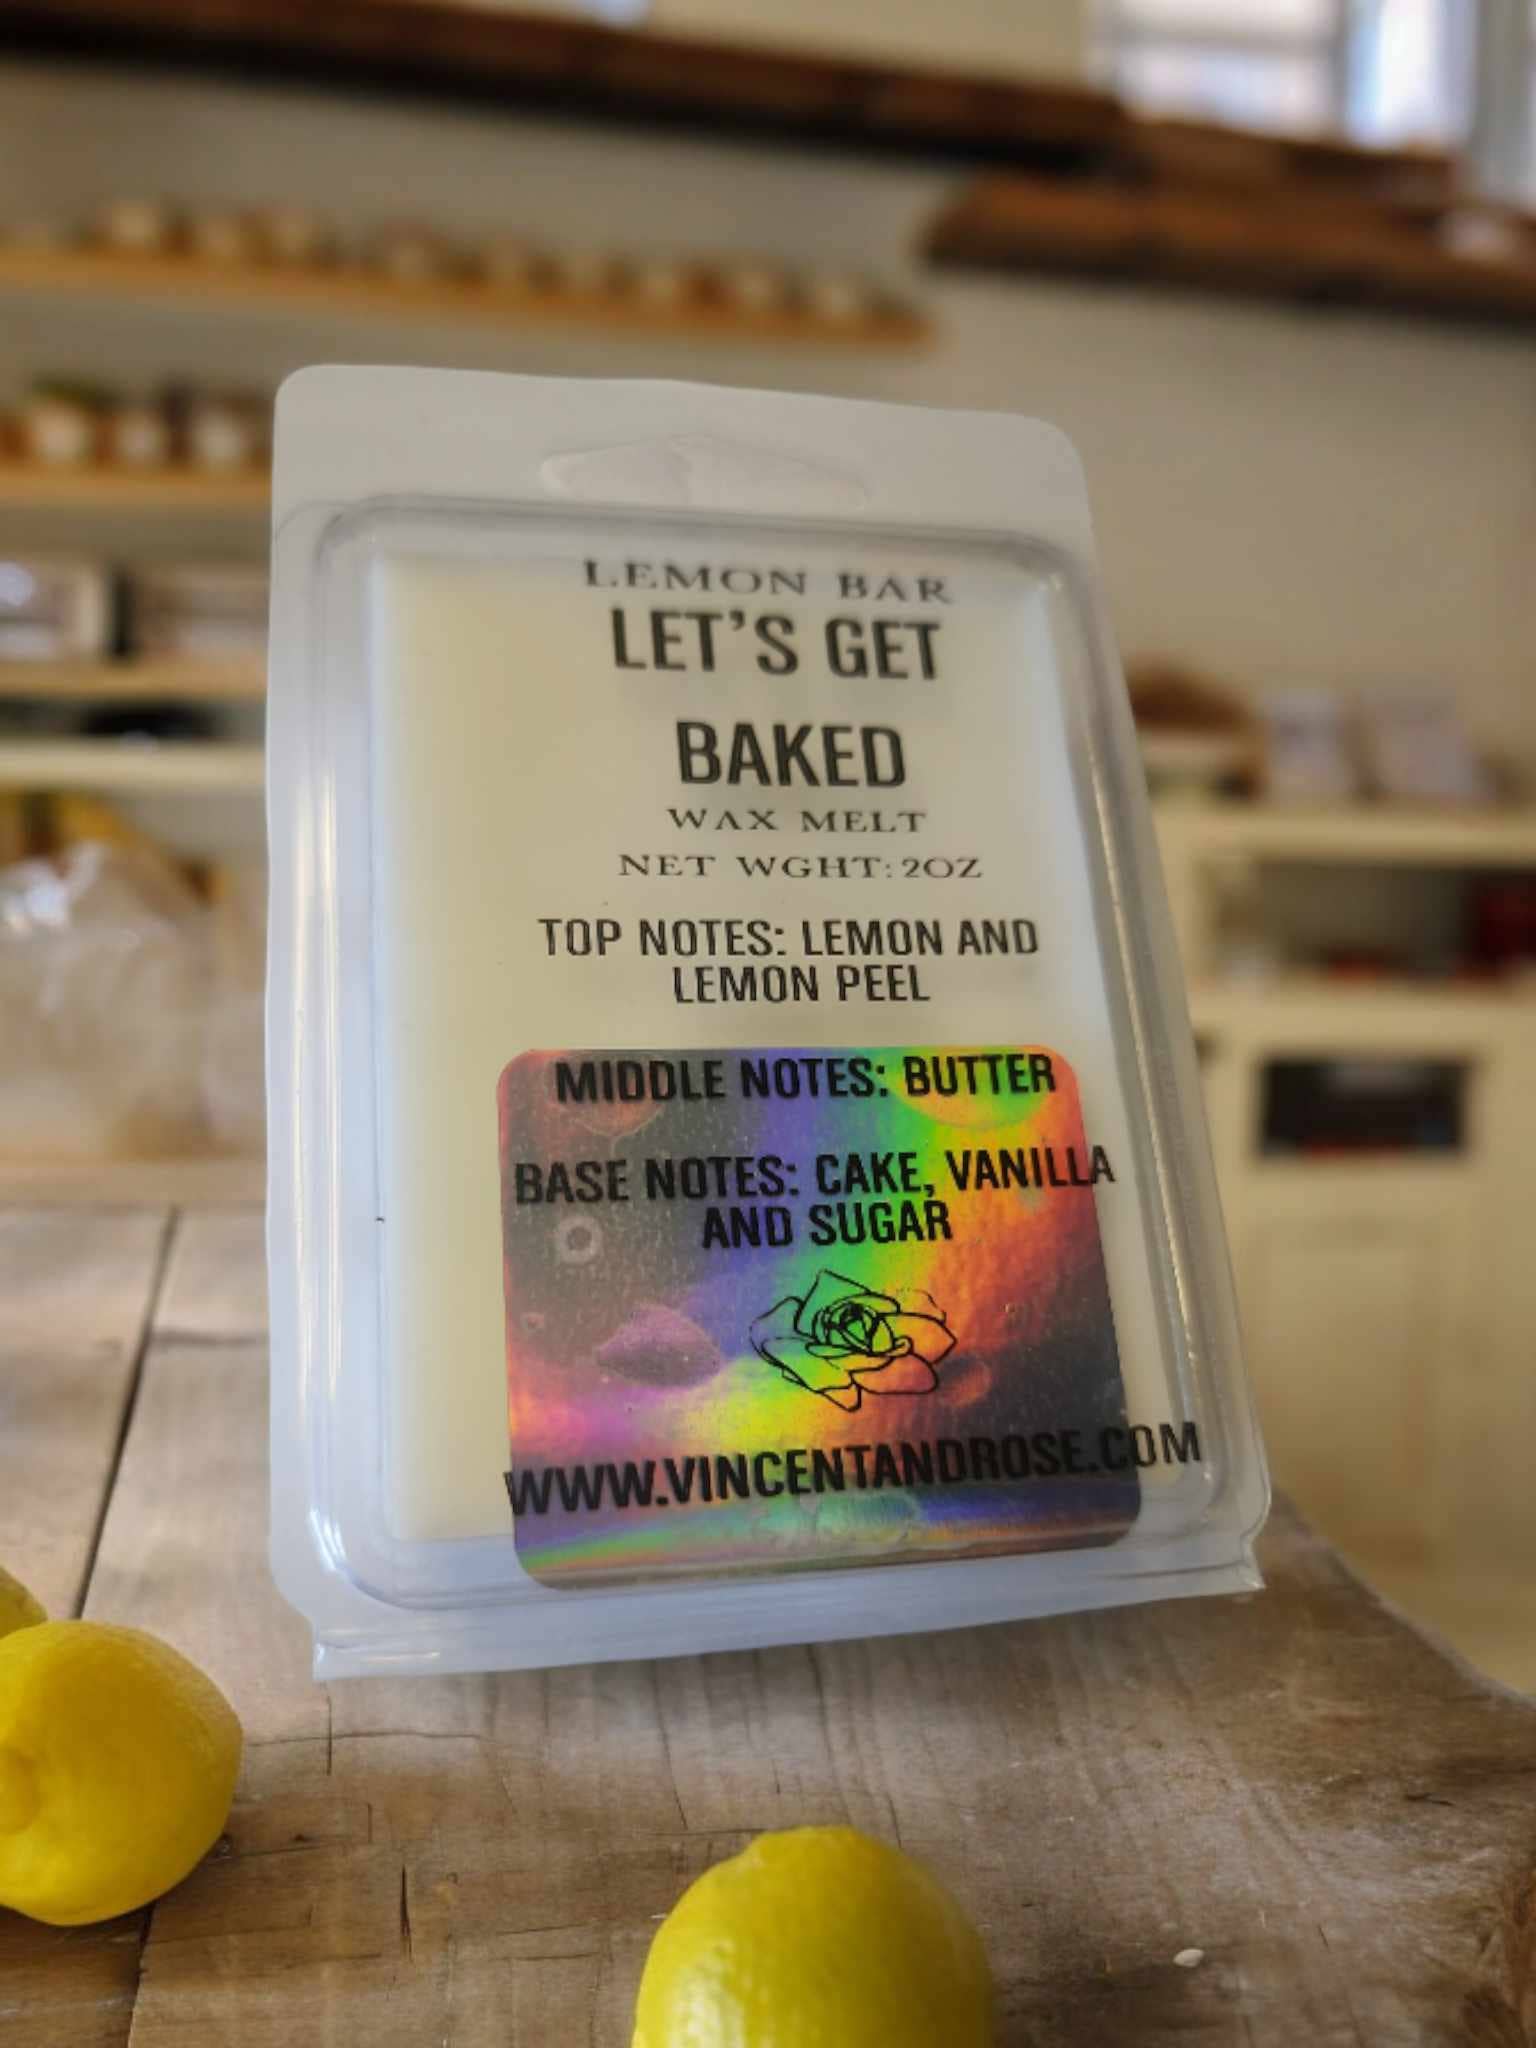 LEMON BAR
LET'S GET
BAKED
WAX MELT
NET WGHT: 2OZ
TOP NOTES: LEMON AND
LEMON PEEL
MIDDLE NOTES: BUTTER
BASE NOTES: CAKE, VANILLA
AND SUGAR
WWW.VINCENTANDROSE.COM